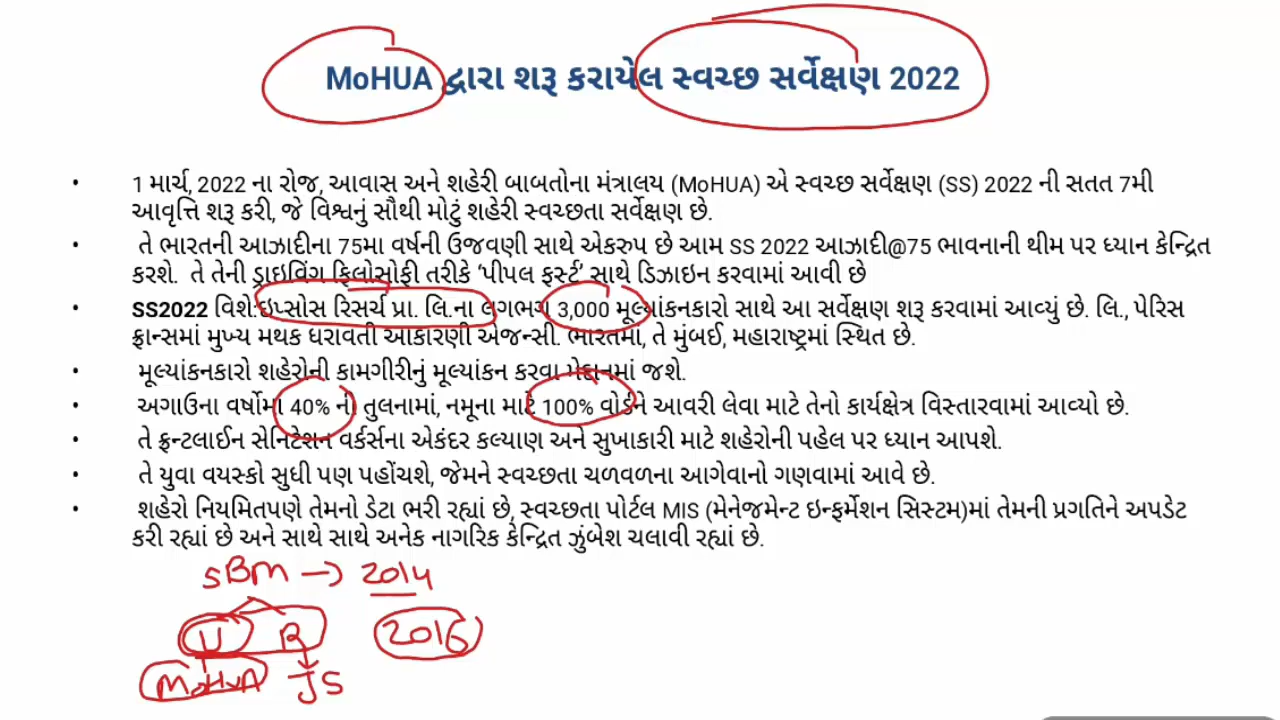 MoHUA દ્વારા શરૂ કરાયેલ સ્વચ્છ સર્વેક્ષણ 2022
• 1 માર્ચ, 2022 ના રોજ, આવાસ અને શહેરી બાબતોના મંત્રાલય (MoHUA) એ સ્વચ્છ સર્વેક્ષણ (SS) 2022 ની સતત 7મી
આવૃત્તિ શરૂ કરી, જે વિશ્વનું સૌથી મોટું શહેરી સ્વચ્છતા સર્વેક્ષણ છે.
• તે ભારતની આઝાદીના 75મા વર્ષની ઉજવણી સાથે એકરુપ છે આમ SS 2022 આઝાદી@75 ભાવનાની થીમ પર ધ્યાન કેન્દ્રિત
કરશે. તે તેની ડ્રાઇવિંગ ફિલોસોફી તરીકે ‘પીપલ ફર્સ્ટ’ સાથે ડિઝાઇન કરવામાં આવી છે
• SS2022 વિશે:ઇપ્સોસ રિસર્ચ પ્રા. લિ.ના લગભગ 3,000 મૂલ્યાંકનકારો સાથે આ સર્વેક્ષણ શરૂ કરવામાં આવ્યું છે. લિ., પેરિસ
ફ્રાન્સમાં મુખ્ય મથક ધરાવતી આકારણી એજન્સી. ભારતમાં, તે મુંબઈ, મહારાષ્ટ્રમાં સ્થિત છે.
• મૂલ્યાંકનકારો શહેરોની કામગીરીનું મૂલ્યાંકન કરવા મેદાનમાં જશે.
• અગાઉના વર્ષોમાં 40% ની તુલનામાં, નમૂના માટે 100% વોર્ડને આવરી લેવા માટે તેનો કાર્યક્ષેત્ર વિસ્તારવામાં આવ્યો છે.
• તે ફ્રન્ટલાઈન સેનિટેશન વર્કર્સના એકંદર કલ્યાણ અને સુખાકારી માટે શહેરોની પહેલ પર ધ્યાન આપશે.
• તે યુવા વયસ્કો સુધી પણ પહોંચશે, જેમને સ્વચ્છતા ચળવળના આગેવાનો ગણવામાં આવે છે.
• શહેરો નિયમિતપણે તેમનો ડેટા ભરી રહ્યાં છે, સ્વચ્છતા પોર્ટલ MIS (મેનેજમેન્ટ ઇન્ફર્મેશન સિસ્ટમ)માં તેમની પ્રગતિને અપડેટ
કરી રહ્યાં છે અને સાથે સાથે અનેક નાગરિક કેન્દ્રિત ઝુંબેશ ચલાવી રહ્યાં છે.
SBM → 2014
U R 2016
MoHUA JS